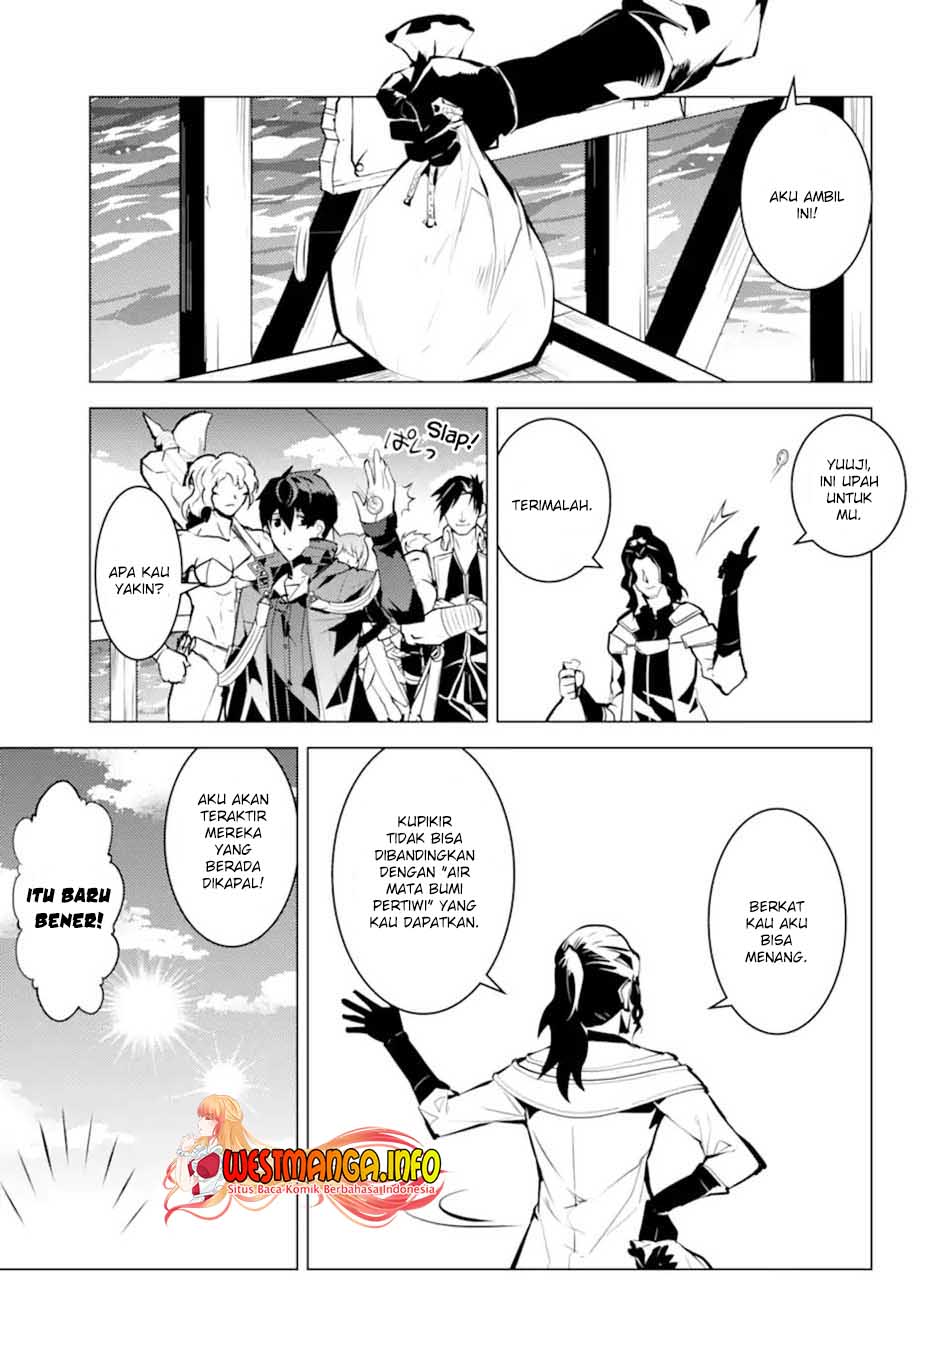 AKU AMBIL
INI!
YUUJI,
INI UPAH
UNTUK
MU.
TERIMALAH.
Slap!
ぱしっ
APA KAU
YAKIN?
BERKAT
KAU AKU
BISA
MENANG.
KUPIKIR
TIDAK BISA
DIBANDINGKAN
DENGAN "AIR
MATA BUMI
PERTIWI" YANG
KAU DAPATKAN.
AKU AKAN
TERAKTIR
MEREKA
YANG
BERADA
DIKAPAL!
ITU BARU
BENER!
WESTMANGA.INFO
Situs Baca Komik Berbahasa Indonesia